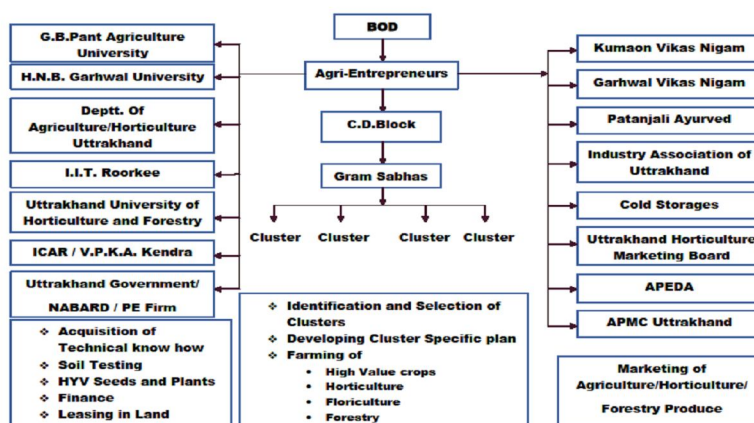 BOD
Agri-Entrepreneurs
C.D.Block
Gram Sabhas
Cluster
Cluster
Cluster
Cluster
G.B.Pant Agriculture
University
H.N.B. Garhwal University
Deptt. Of
Agriculture/Horticulture
Uttrakhand
I.I.T. Roorkee
Uttrakhand University of
Horticulture and Forestry
ICAR / V.P.K.A. Kendra
Uttrakhand Government/
NABARD / PE Firm
❖ Acquisition of
Technical know how
❖ Soil Testing
❖ HYV Seeds and Plants
❖ Finance
❖ Leasing in Land
❖ Identification and Selection of
Clusters
❖ Developing Cluster Specific plan
❖ Farming of
• High Value crops
• Horticulture
• Floriculture
• Forestry
Kumaon Vikas Nigam
Garhwal Vikas Nigam
Patanjali Ayurved
Industry Association of
Uttrakhand
Cold Storages
Uttrakhand Horticulture
Marketing Board
APEDA
APMC Uttrakhand
Marketing of
Agriculture/Horticulture/
Forestry Produce